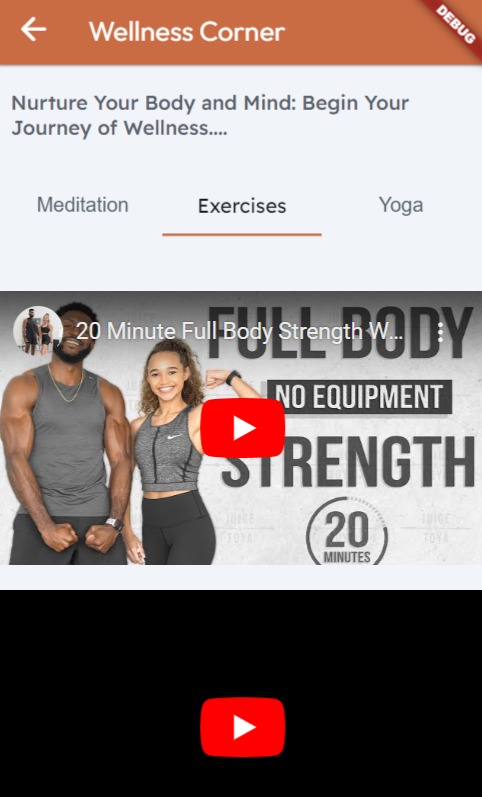 Wellness Corner
DEBUG
Nurture Your Body and Mind: Begin Your
Journey of Wellness....
Meditation
Exercises
Yoga
20 Minute Full Body Strength W...
FULL BODY
NO EQUIPMENT
STRENGTH
20
MINUTES
JUICE
TOYA
JUICE
TOYA